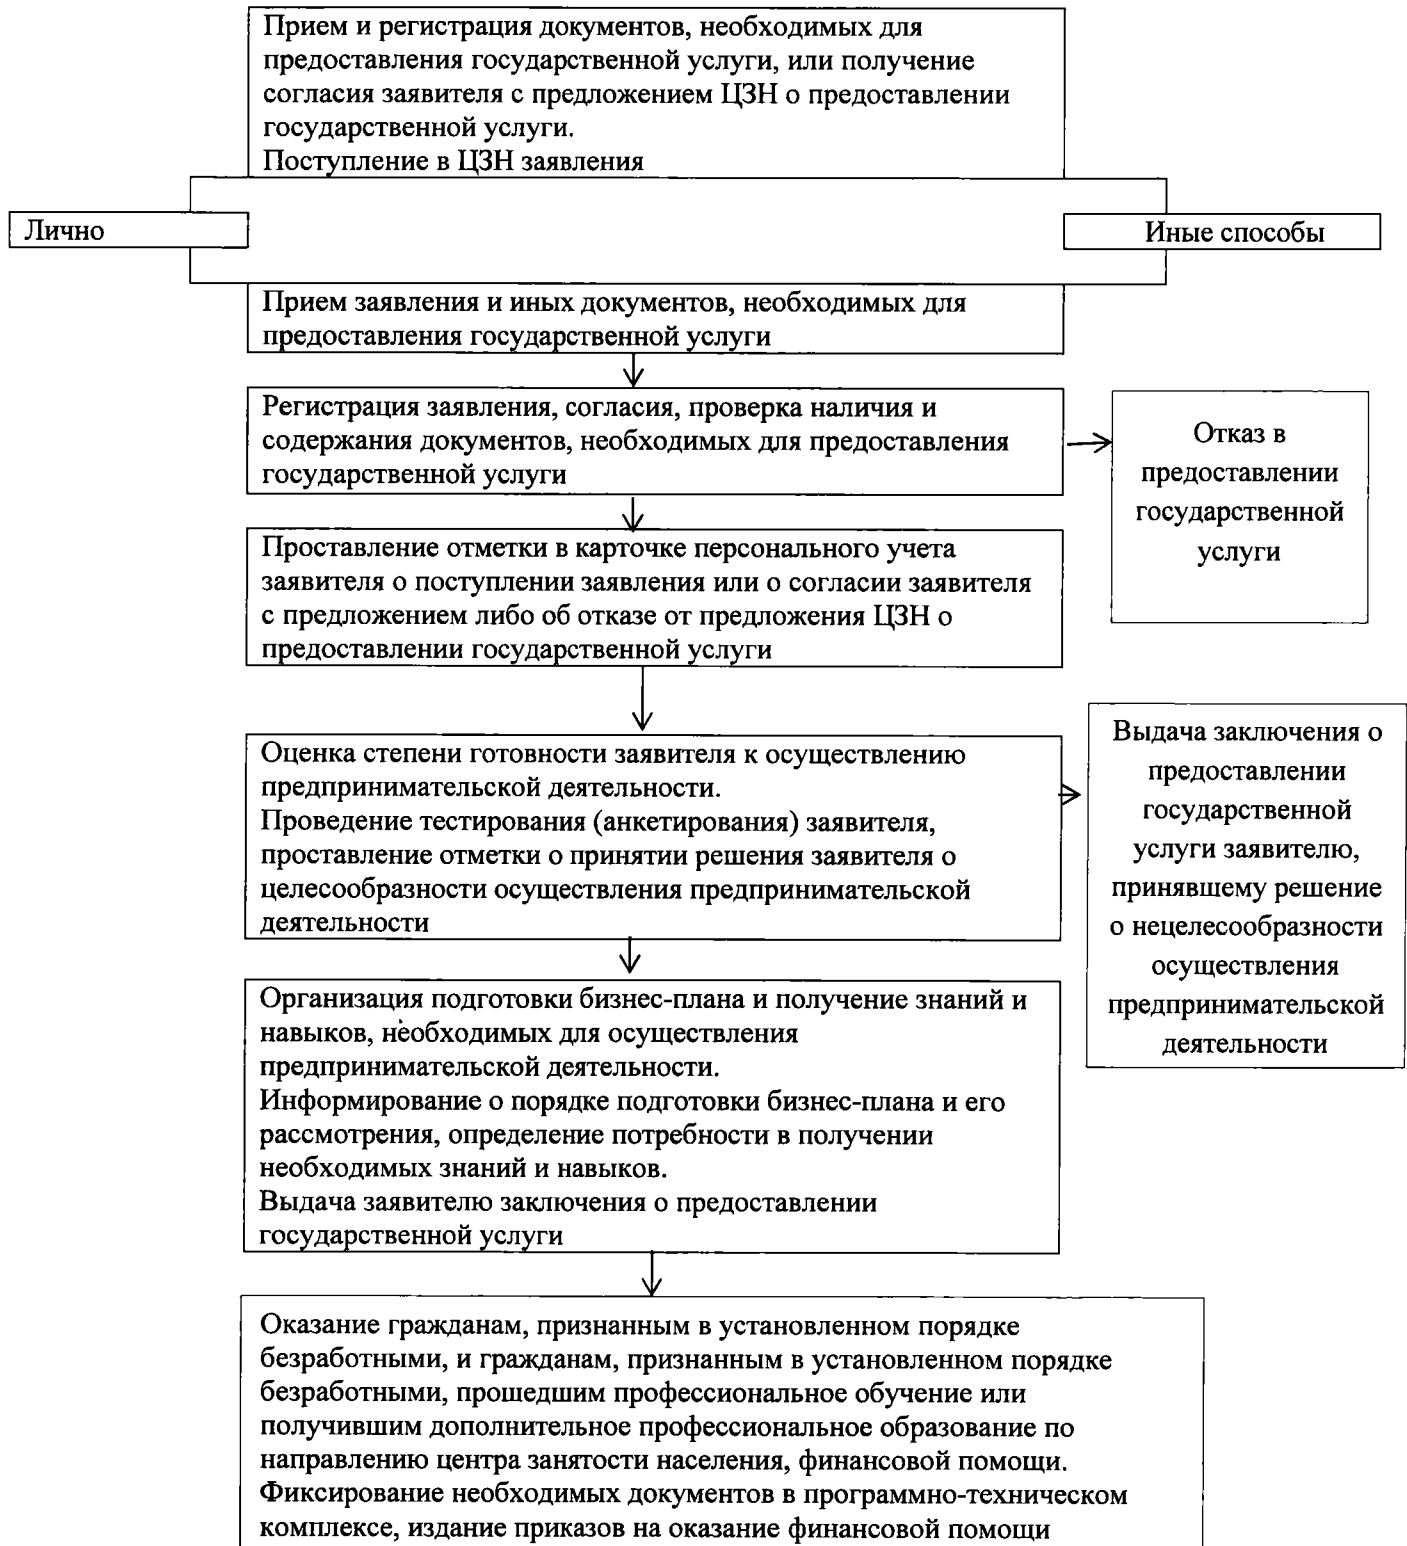 Прием и регистрация документов, необходимых для
предоставления государственной услуги, или получение
согласия заявителя с предложением ЦЗН о предоставлении
государственной услуги.
Поступление в ЦЗН заявления
Лично
Иные способы
Прием заявления и иных документов, необходимых для
предоставления государственной услуги
Регистрация заявления, согласия, проверка наличия и
содержания документов, необходимых для предоставления
государственной услуги
Отказ в
предоставлении
государственной
услуги
Проставление отметки в карточке персонального учета
заявителя о поступлении заявления или о согласии заявителя
с предложением либо об отказе от предложения ЦЗН о
предоставлении государственной услуги
Оценка степени готовности заявителя к осуществлению
предпринимательской деятельности.
Проведение тестирования (анкетирования) заявителя,
проставление отметки о принятии решения заявителя о
целесообразности осуществления предпринимательской
деятельности
Выдача заключения о
предоставлении
государственной
услуги заявителю,
принявшему решение
о нецелесообразности
осуществления
предпринимательской
деятельности
Организация подготовки бизнес-плана и получение знаний и
навыков, необходимых для осуществления
предпринимательской деятельности.
Информирование о порядке подготовки бизнес-плана и его
рассмотрения, определение потребности в получении
необходимых знаний и навыков.
Выдача заявителю заключения о предоставлении
государственной услуги
Оказание гражданам, признанным в установленном порядке
безработными, и гражданам, признанным в установленном порядке
безработными, прошедшим профессиональное обучение или
получившим дополнительное профессиональное образование по
направлению центра занятости населения, финансовой помощи.
Фиксирование необходимых документов в программно-техническом
комплексе, издание приказов на оказание финансовой помощи